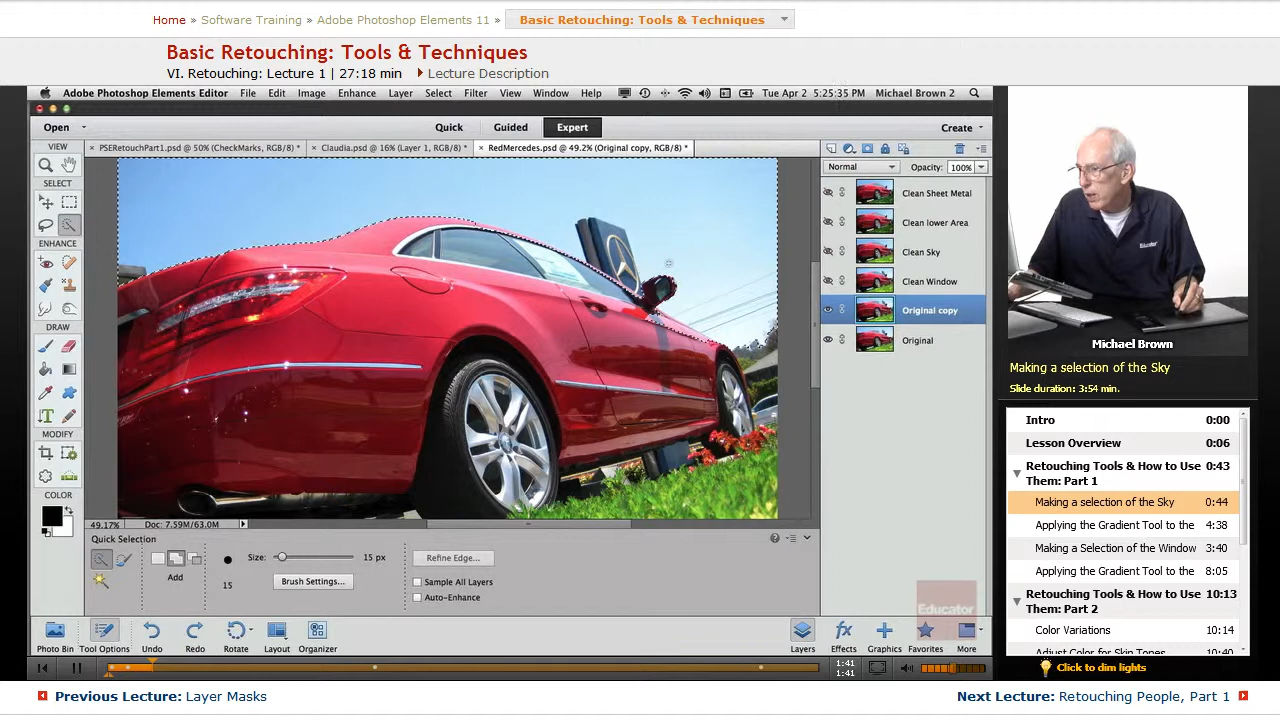 Home » Software Training » Adobe Photoshop Elements 11 » Basic Retouching: Tools & Techniques
Basic Retouching: Tools & Techniques
VI. Retouching: Lecture 1 | 27:18 min Lecture Description
Adobe Photoshop Elements Editor File Edit Image Enhance Layer Select Filter View Window Help Tue Apr 2 5:25:35 PM Michael Brown 2
Open Quick Guided Expert Create
× PSERetouchPart1.psd @ 50% (CheckMarks, RGB/8) * × Claudia.psd @ 16% (Layer 1, RGB/8) * × RedMercedes.psd @ 49.2% (Original copy, RGB/8) *
VIEW
SELECT
ENHANCE
DRAW
MODIFY
COLOR
Normal Opacity: 100%
Clean Sheet Metal
Clean lower Area
Clean Sky
Clean Window
Original copy
Original
49.17% Doc: 7.59M/63.0M
Quick Selection
Add
Size: 15 px
15
Brush Settings...
Refine Edge...
Sample All Layers
Auto-Enhance
Educator
Photo Bin Tool Options Undo Redo Rotate Layout Organizer Layers Effects Graphics Favorites More
1:41
1:41
Educator
Michael Brown
Making a selection of the Sky
Slide duration: 3:54 min.
Intro 0:00
Lesson Overview 0:06
Retouching Tools & How to Use Them: Part 1 0:43
Making a selection of the Sky 0:44
Applying the Gradient Tool to the 4:38
Making a Selection of the Window 3:40
Applying the Gradient Tool to the 8:05
Retouching Tools & How to Use Them: Part 2 10:13
Color Variations 10:14
Adjust Color for Skin Tones 10:40
Click to dim lights
Previous Lecture: Layer Masks
Next Lecture: Retouching People, Part 1